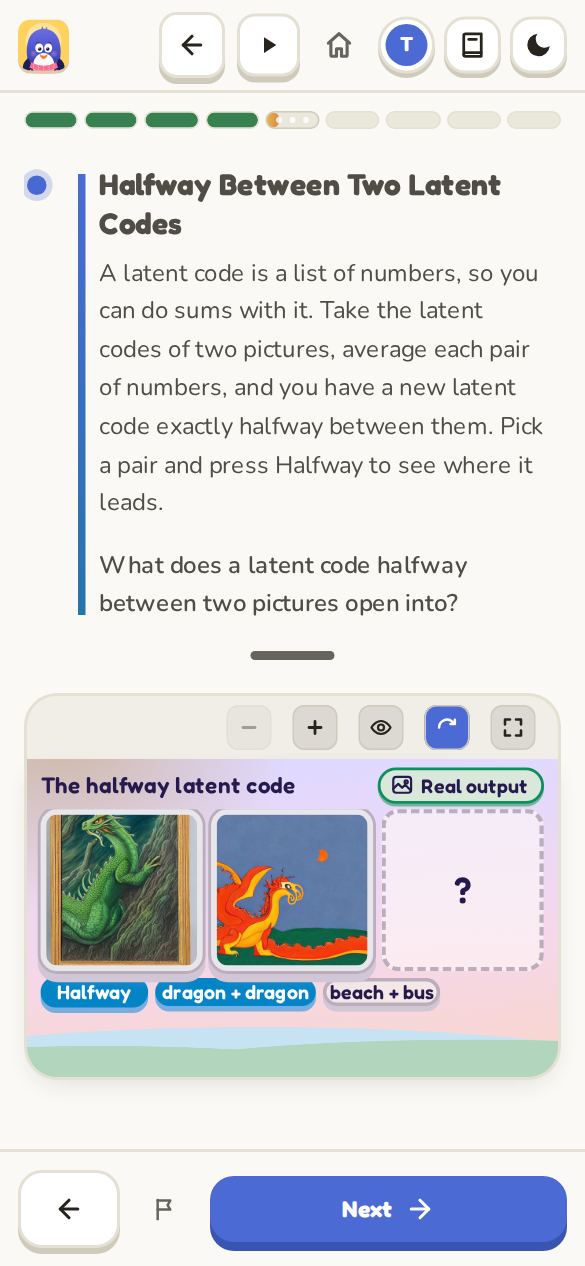 T
Halfway Between Two Latent
Codes
A latent code is a list of numbers, so you
can do sums with it. Take the latent
codes of two pictures, average each pair
of numbers, and you have a new latent
code exactly halfway between them. Pick
a pair and press Halfway to see where it
leads.
What does a latent code halfway
between two pictures open into?
The halfway latent code
Real output
?
Halfway
dragon + dragon
beach + bus
Next